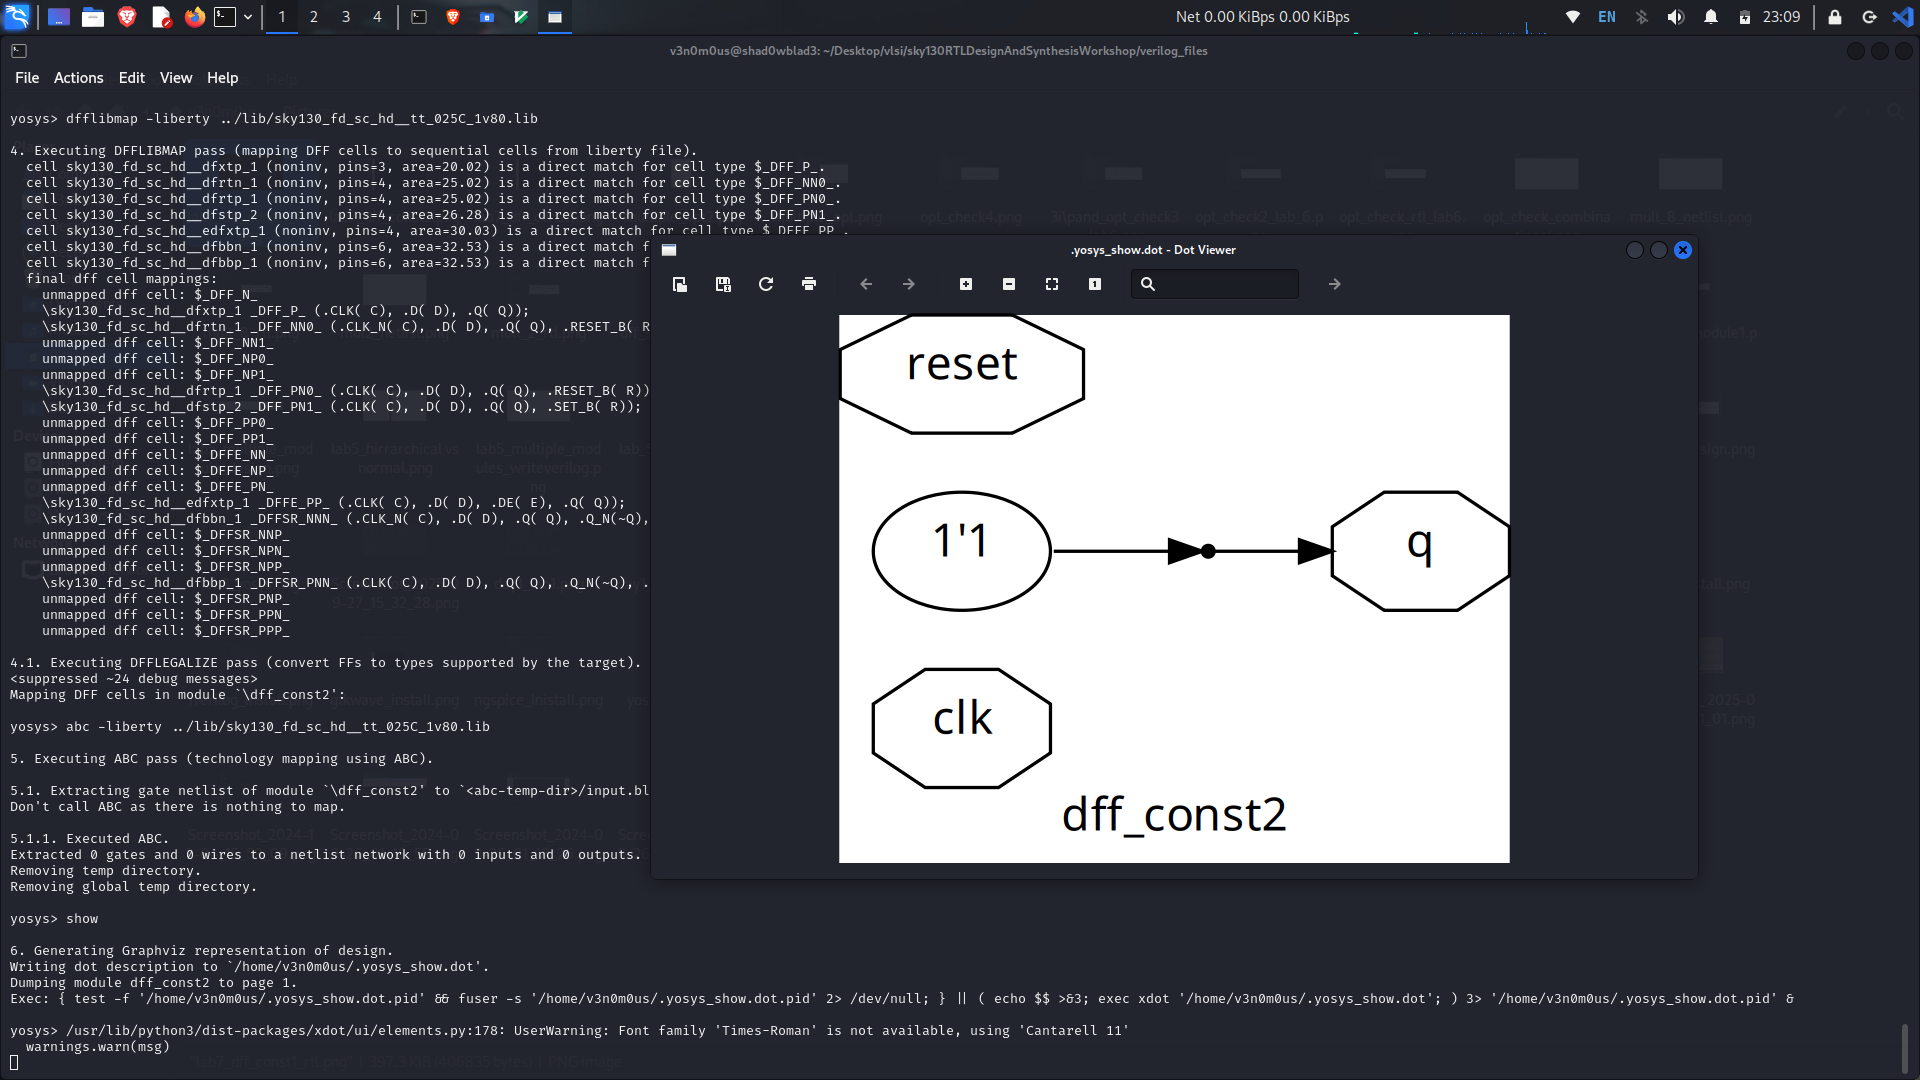 1 2 3 4
Net 0.00 KiBps 0.00 KiBps
EN
23:09
v3n0m0us@shad0wblad3: ~/Desktop/vlsi/sky130RTLDesignAndSynthesisWorkshop/verilog_files
File Actions Edit View Help
yosys> dfflibmap -liberty ../lib/sky130_fd_sc_hd__tt_025C_1v80.lib
4. Executing DFFLIBMAP pass (mapping DFF cells to sequential cells from liberty file).
cell sky130_fd_sc_hd__dfxtp_1 (noninv, pins=3, area=20.02) is a direct match for cell type $_DFF_P_.
cell sky130_fd_sc_hd__dfrtn_1 (noninv, pins=4, area=25.02) is a direct match for cell type $_DFF_NN0_.
cell sky130_fd_sc_hd__dfrtp_1 (noninv, pins=4, area=25.02) is a direct match for cell type $_DFF_PN0_.
cell sky130_fd_sc_hd__dfstp_2 (noninv, pins=4, area=26.28) is a direct match for cell type $_DFF_PN1_.
cell sky130_fd_sc_hd__edfxtp_1 (noninv, pins=4, area=30.03) is a direct match for cell type $_DFFE_PP_.
cell sky130_fd_sc_hd__dfbbn_1 (noninv, pins=6, area=32.53) is a direct match f
cell sky130_fd_sc_hd__dfbbp_1 (noninv, pins=6, area=32.53) is a direct match f
final dff cell mappings:
unmapped dff cell: $_DFF_N_
\sky130_fd_sc_hd__dfxtp_1 _DFF_P_ (.CLK( C), .D( D), .Q( Q));
\sky130_fd_sc_hd__dfrtn_1 _DFF_NN0_ (.CLK_N( C), .D( D), .Q( Q), .RESET_B( R
unmapped dff cell: $_DFF_NN1_
unmapped dff cell: $_DFF_NP0_
unmapped dff cell: $_DFF_NP1_
\sky130_fd_sc_hd__dfrtp_1 _DFF_PN0_ (.CLK( C), .D( D), .Q( Q), .RESET_B( R))
\sky130_fd_sc_hd__dfstp_2 _DFF_PN1_ (.CLK( C), .D( D), .Q( Q), .SET_B( R));
unmapped dff cell: $_DFF_PP0_
unmapped dff cell: $_DFF_PP1_
unmapped dff cell: $_DFFE_NN_
unmapped dff cell: $_DFFE_NP_
unmapped dff cell: $_DFFE_PN_
\sky130_fd_sc_hd__edfxtp_1 _DFFE_PP_ (.CLK( C), .D( D), .DE( E), .Q( Q));
\sky130_fd_sc_hd__dfbbn_1 _DFFSR_NNN_ (.CLK_N( C), .D( D), .Q( Q), .Q_N(~Q),
unmapped dff cell: $_DFFSR_NNP_
unmapped dff cell: $_DFFSR_NPN_
unmapped dff cell: $_DFFSR_NPP_
\sky130_fd_sc_hd__dfbbp_1 _DFFSR_PNN_ (.CLK( C), .D( D), .Q( Q), .Q_N(~Q), .
unmapped dff cell: $_DFFSR_PNP_
unmapped dff cell: $_DFFSR_PPN_
unmapped dff cell: $_DFFSR_PPP_
4.1. Executing DFFLEGALIZE pass (convert FFs to types supported by the target).
<suppressed ~24 debug messages>
Mapping DFF cells in module `\dff_const2':
yosys> abc -liberty ../lib/sky130_fd_sc_hd__tt_025C_1v80.lib
5. Executing ABC pass (technology mapping using ABC).
5.1. Extracting gate netlist of module `\dff_const2' to `<abc-temp-dir>/input.bl
Don't call ABC as there is nothing to map.
5.1.1. Executed ABC.
Extracted 0 gates and 0 wires to a netlist network with 0 inputs and 0 outputs.
Removing temp directory.
Removing global temp directory.
yosys> show
6. Generating Graphviz representation of design.
Writing dot description to `/home/v3n0m0us/.yosys_show.dot'.
Dumping module dff_const2 to page 1.
Exec: { test -f '/home/v3n0m0us/.yosys_show.dot.pid' && fuser -s '/home/v3n0m0us/.yosys_show.dot.pid' 2> /dev/null; } || ( echo $$ >&3; exec xdot '/home/v3n0m0us/.yosys_show.dot'; ) 3> '/home/v3n0m0us/.yosys_show.dot.pid' &
yosys> /usr/lib/python3/dist-packages/xdot/ui/elements.py:178: UserWarning: Font family 'Times-Roman' is not available, using 'Cantarell 11'
warnings.warn(msg)
.yosys_show.dot - Dot Viewer
reset
1'1
q
clk
dff_const2